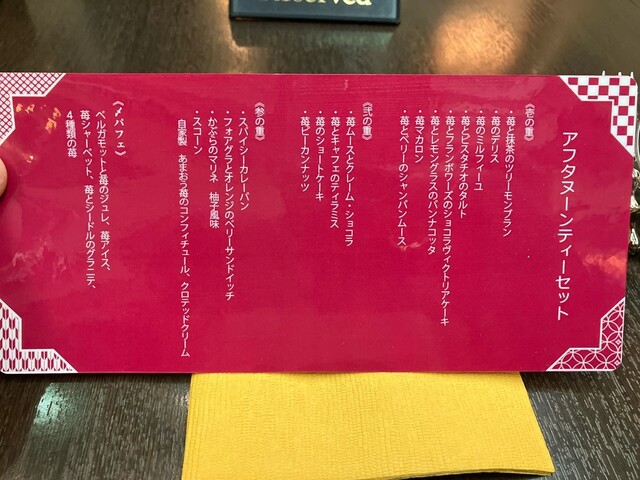 Reserved
アフタヌーンティーセット
《壱の重》
・苺と抹茶のツリーモンブラン
・苺のデリス
・苺のミルフィーユ
・苺とピスタチオのタルト
・苺とフランボワーズのショコラヴィクトリアケーキ
・苺とレモングラスのパンナコッタ
・苺マカロン
・苺とベリーのシャンパンムース
《弐の重》
・苺ムースとクレーム・ショコラ
・苺とキャフェのティラミス
・苺のショートケーキ
・苺ピーカンナッツ
《参の重》
・スパイシーカレーパン
・フォアグラとオレンジのベリーサンドイッチ
・かぶらのマリネ 柚子風味
・スコーン
自家製 あまおう苺のコンフィチュール、クロテッドクリーム
《〆パフェ》
ベルガモットと苺のジュレ、苺アイス、
苺シャーベット、苺とシードルのグラニテ、
4種類の苺